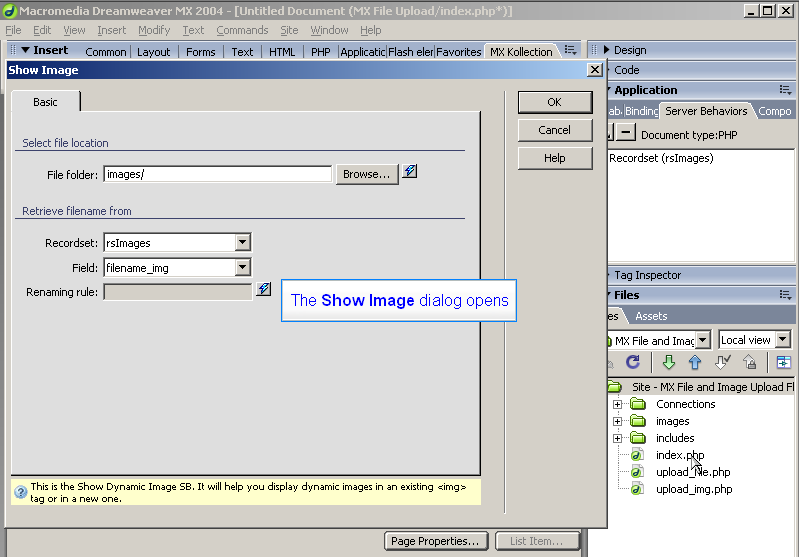 Macromedia Dreamweaver MX 2004 - [Untitled Document (MX File Upload/index.php*)]
File Edit View Insert Modify Text Commands Site Window Help
Insert Common Layout Forms Text HTML PHP Applicatic Flash eler Favorites MX Kollection
Show Image
Basic
Select file location
File folder: images/ Browse...
Retrieve filename from
Recordset: rsImages
Field: filename_img
Renaming rule:
The Show Image dialog opens
This is the Show Dynamic Image SB. It will help you display dynamic images in an existing <img>
tag or in a new one.
OK
Cancel
Help
Page Properties... List Item...
Design
Code
Application
ab Binding Server Behaviors Compo
Document type:PHP
Recordset (rsImages)
Tag Inspector
Files
es Assets
MX File and Imag Local view
Site - MX File and Image Upload Fl
Connections
images
includes
index.php
upload_file.php
upload_img.php